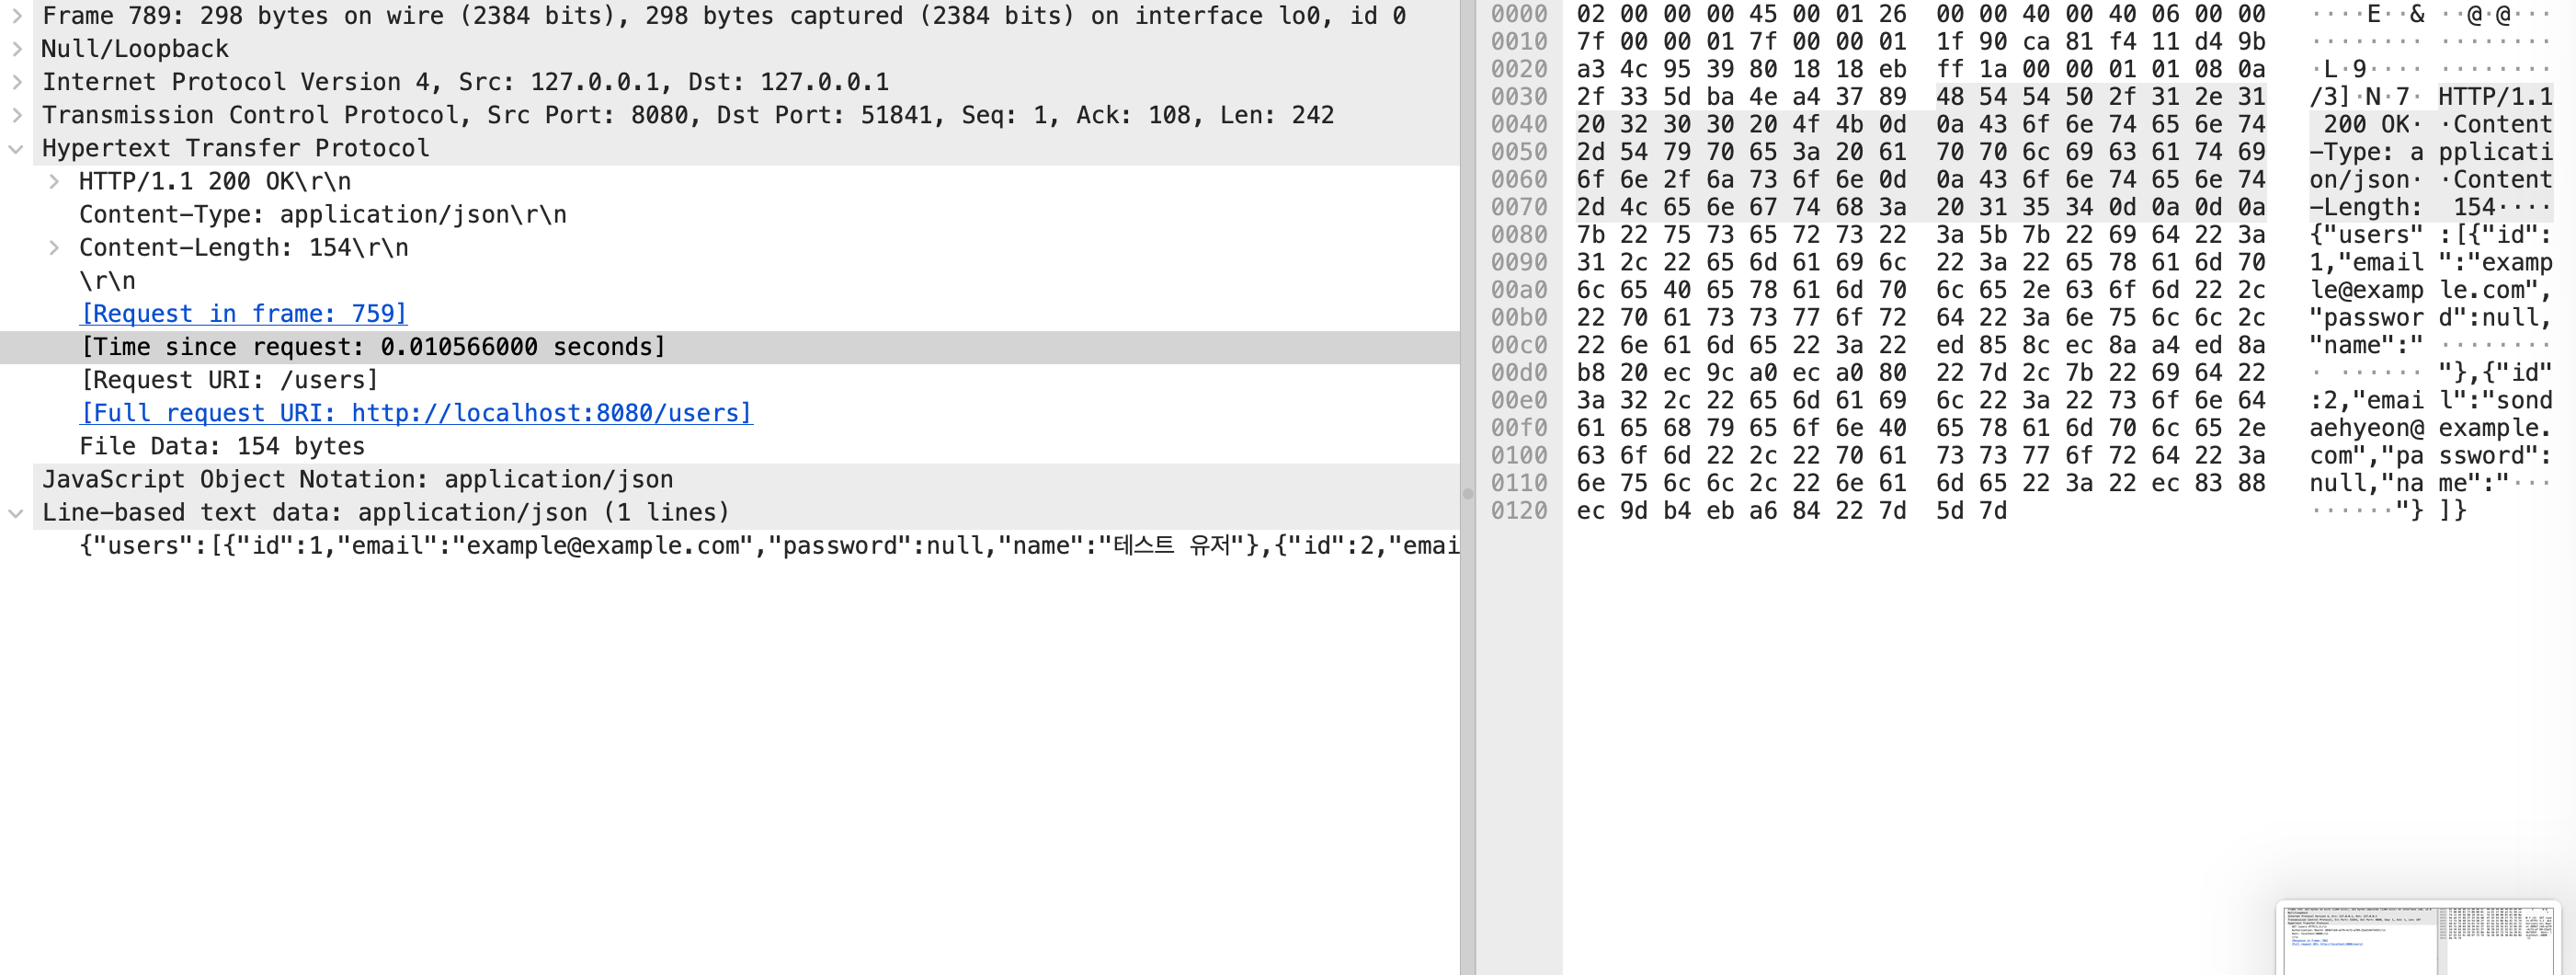 Frame 789: 298 bytes on wire (2384 bits), 298 bytes captured (2384 bits) on interface lo0, id 0
Null/Loopback
Internet Protocol Version 4, Src: 127.0.0.1, Dst: 127.0.0.1
Transmission Control Protocol, Src Port: 8080, Dst Port: 51841, Seq: 1, Ack: 108, Len: 242
Hypertext Transfer Protocol
HTTP/1.1 200 OK\r\n
Content-Type: application/json\r\n
Content-Length: 154\r\n
\r\n
[Request in frame: 759]
[Time since request: 0.010566000 seconds]
[Request URI: /users]
[Full request URI: http://localhost:8080/users]
File Data: 154 bytes
JavaScript Object Notation: application/json
Line-based text data: application/json (1 lines)
{"users":[{"id":1,"email":"example@example.com","password":null,"name":"테스트 유저"},{"id":2,"emai
0000 02 00 00 00 45 00 01 26 00 00 40 00 40 06 00 00 ····E··& ··@·@···
0010 7f 00 00 01 7f 00 00 01 1f 90 ca 81 f4 11 d4 9b ········ ········
0020 a3 4c 95 39 80 18 18 eb ff 1a 00 00 01 01 08 0a ·L·9···· ········
0030 2f 33 5d ba 4e a4 37 89 48 54 54 50 2f 31 2e 31 /3]·N·7· HTTP/1.1
0040 20 32 30 30 20 4f 4b 0d 0a 43 6f 6e 74 65 6e 74  200 OK· ·Content
0050 2d 54 79 70 65 3a 20 61 70 70 6c 69 63 61 74 69 -Type: a pplicati
0060 6f 6e 2f 6a 73 6f 6e 0d 0a 43 6f 6e 74 65 6e 74 on/json· ·Content
0070 2d 4c 65 6e 67 74 68 3a 20 31 35 34 0d 0a 0d 0a -Length:  154····
0080 7b 22 75 73 65 72 73 22 3a 5b 7b 22 69 64 22 3a {"users" :[{"id":
0090 31 2c 22 65 6d 61 69 6c 22 3a 22 65 78 61 6d 70 1,"email ":"examp
00a0 6c 65 40 65 78 61 6d 70 6c 65 2e 63 6f 6d 22 2c le@examp le.com",
00b0 22 70 61 73 73 77 6f 72 64 22 3a 6e 75 6c 6c 2c "passwor d":null,
00c0 22 6e 61 6d 65 22 3a 22 ed 85 8c ec 8a a4 ed 8a "name":" ········
00d0 b8 20 ec 9c a0 ec a0 80 22 7d 2c 7b 22 69 64 22 · ······ "},{"id"
00e0 3a 32 2c 22 65 6d 61 69 6c 22 3a 22 73 6f 6e 64 :2,"emai l":"sond
00f0 61 65 68 79 65 6f 6e 40 65 78 61 6d 70 6c 65 2e aehyeon@ example.
0100 63 6f 6d 22 2c 22 70 61 73 73 77 6f 72 64 22 3a com","pa ssword":
0110 6e 75 6c 6c 2c 22 6e 61 6d 65 22 3a 22 ec 83 88 null,"na me":"···
0120 ec 9d b4 eb a6 84 22 7d 5d 7d ······"} ]}